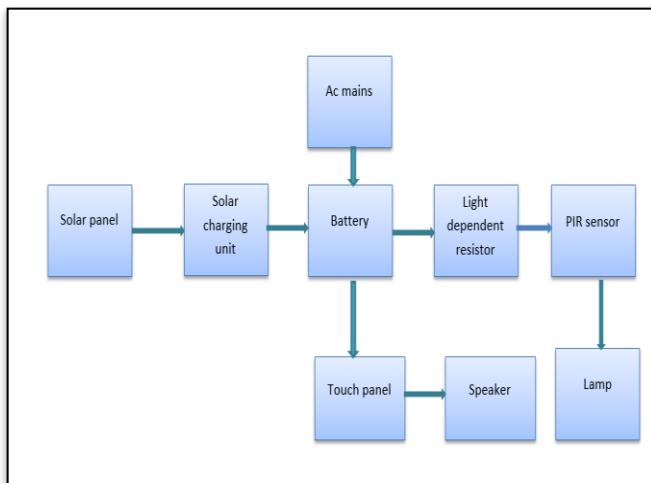 Ac mains
Solar panel
Solar
charging
unit
Battery
Light
dependent
resistor
PIR sensor
Touch panel
Speaker
Lamp